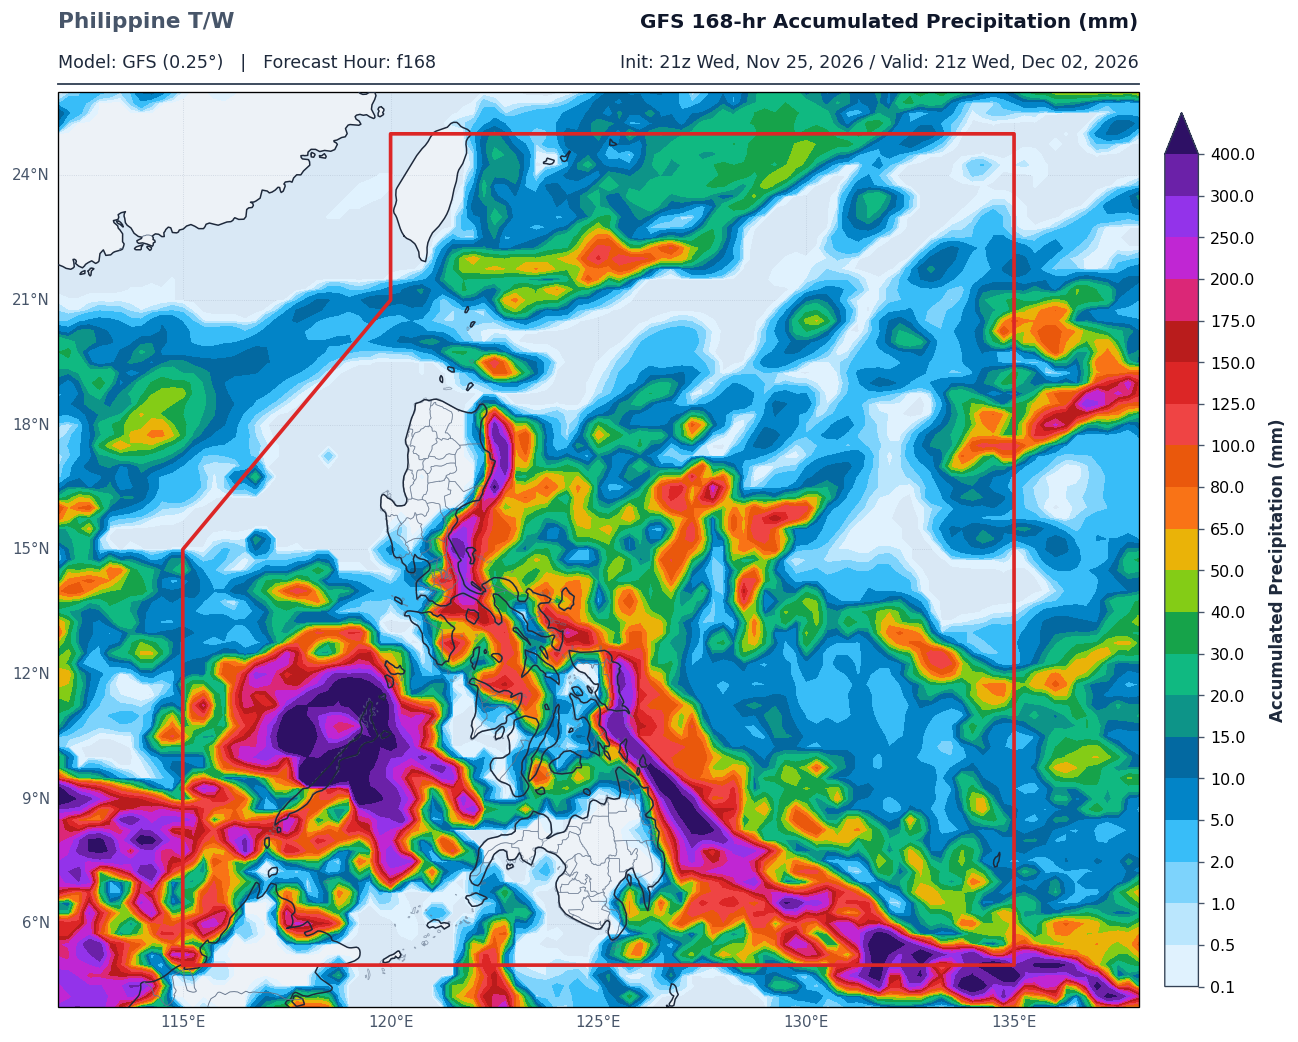 Philippine T/W
GFS 168-hr Accumulated Precipitation (mm)
Model: GFS (0.25°) | Forecast Hour: f168
Init: 21z Wed, Nov 25, 2026 / Valid: 21z Wed, Dec 02, 2026
24°N
21°N
18°N
15°N
12°N
9°N
6°N
115°E
120°E
125°E
130°E
135°E
400.0
300.0
250.0
200.0
175.0
150.0
125.0
100.0
80.0
65.0
50.0
40.0
30.0
20.0
15.0
10.0
5.0
2.0
1.0
0.5
0.1
Accumulated Precipitation (mm)